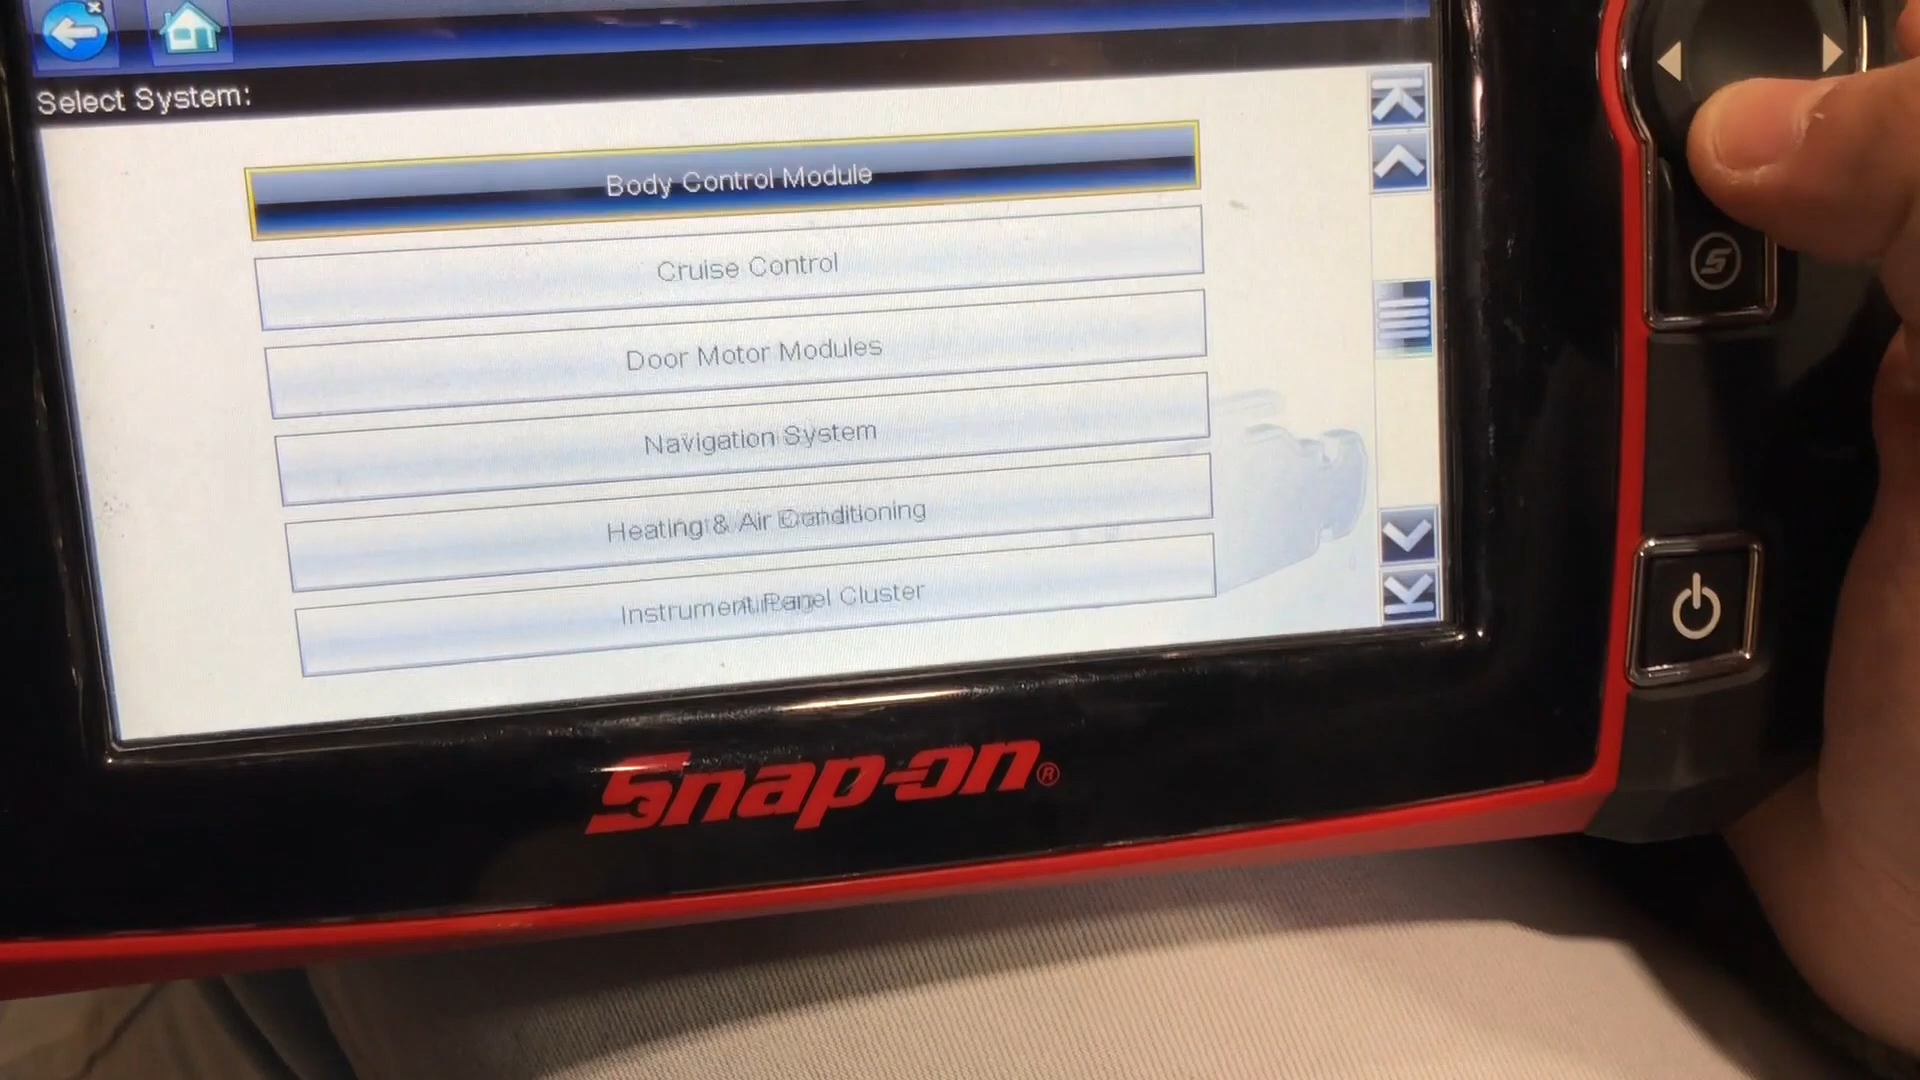 Select System:
Body Control Module
Cruise Control
Door Motor Modules
Navigation System
Heating & Air Conditioning
Instrument Panel Cluster
Snap-on®